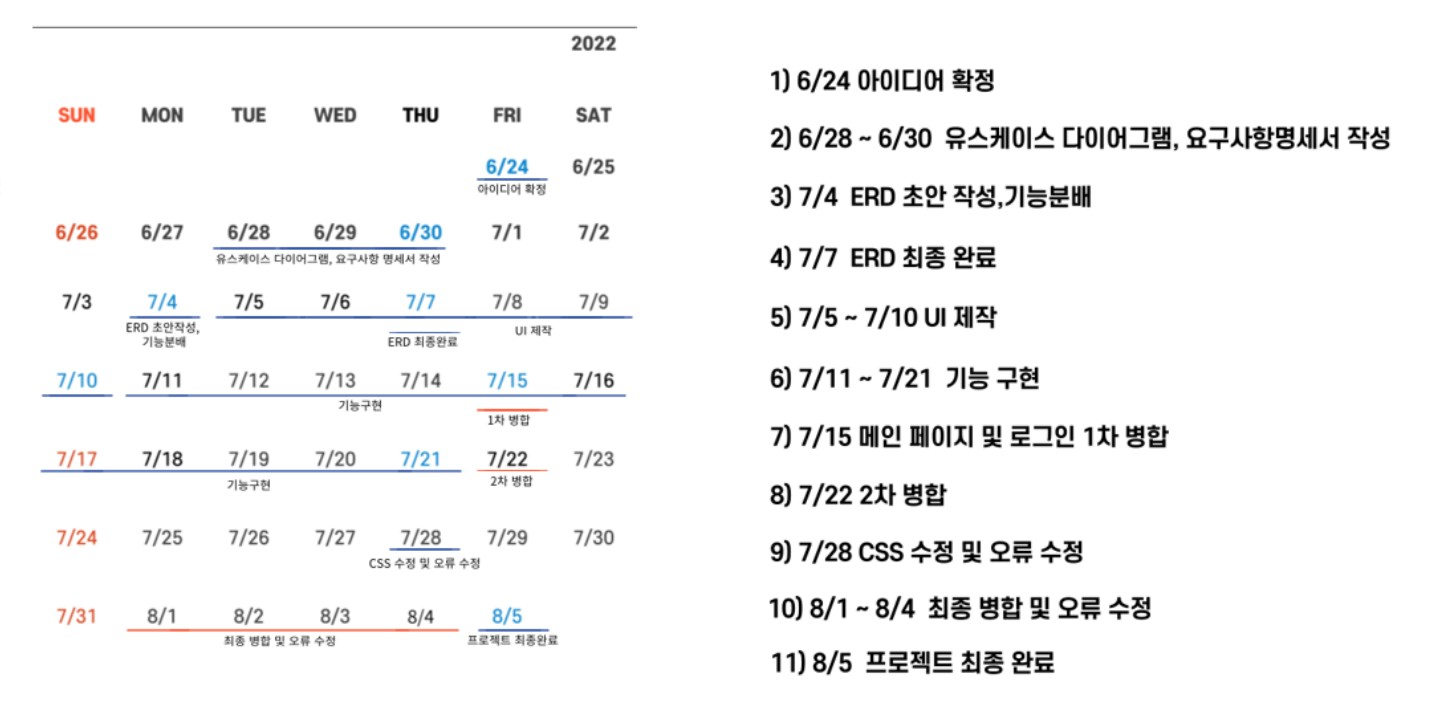 2022
SUN MON TUE WED THU FRI SAT
6/24 6/25
아이디어 확정
6/26 6/27 6/28 6/29 6/30 7/1 7/2
유스케이스 다이어그램, 요구사항 명세서 작성
7/3 7/4 7/5 7/6 7/7 7/8 7/9
ERD 초안작성,
기능분배
ERD 최종완료
UI 제작
7/10 7/11 7/12 7/13 7/14 7/15 7/16
기능구현
1차 병합
7/17 7/18 7/19 7/20 7/21 7/22 7/23
기능구현
2차 병합
7/24 7/25 7/26 7/27 7/28 7/29 7/30
CSS 수정 및 오류 수정
7/31 8/1 8/2 8/3 8/4 8/5
최종 병합 및 오류 수정
프로젝트 최종완료
1) 6/24 아이디어 확정
2) 6/28 ~ 6/30 유스케이스 다이어그램, 요구사항명세서 작성
3) 7/4 ERD 초안 작성,기능분배
4) 7/7 ERD 최종 완료
5) 7/5 ~ 7/10 UI 제작
6) 7/11 ~ 7/21 기능 구현
7) 7/15 메인 페이지 및 로그인 1차 병합
8) 7/22 2차 병합
9) 7/28 CSS 수정 및 오류 수정
10) 8/1 ~ 8/4 최종 병합 및 오류 수정
11) 8/5 프로젝트 최종 완료